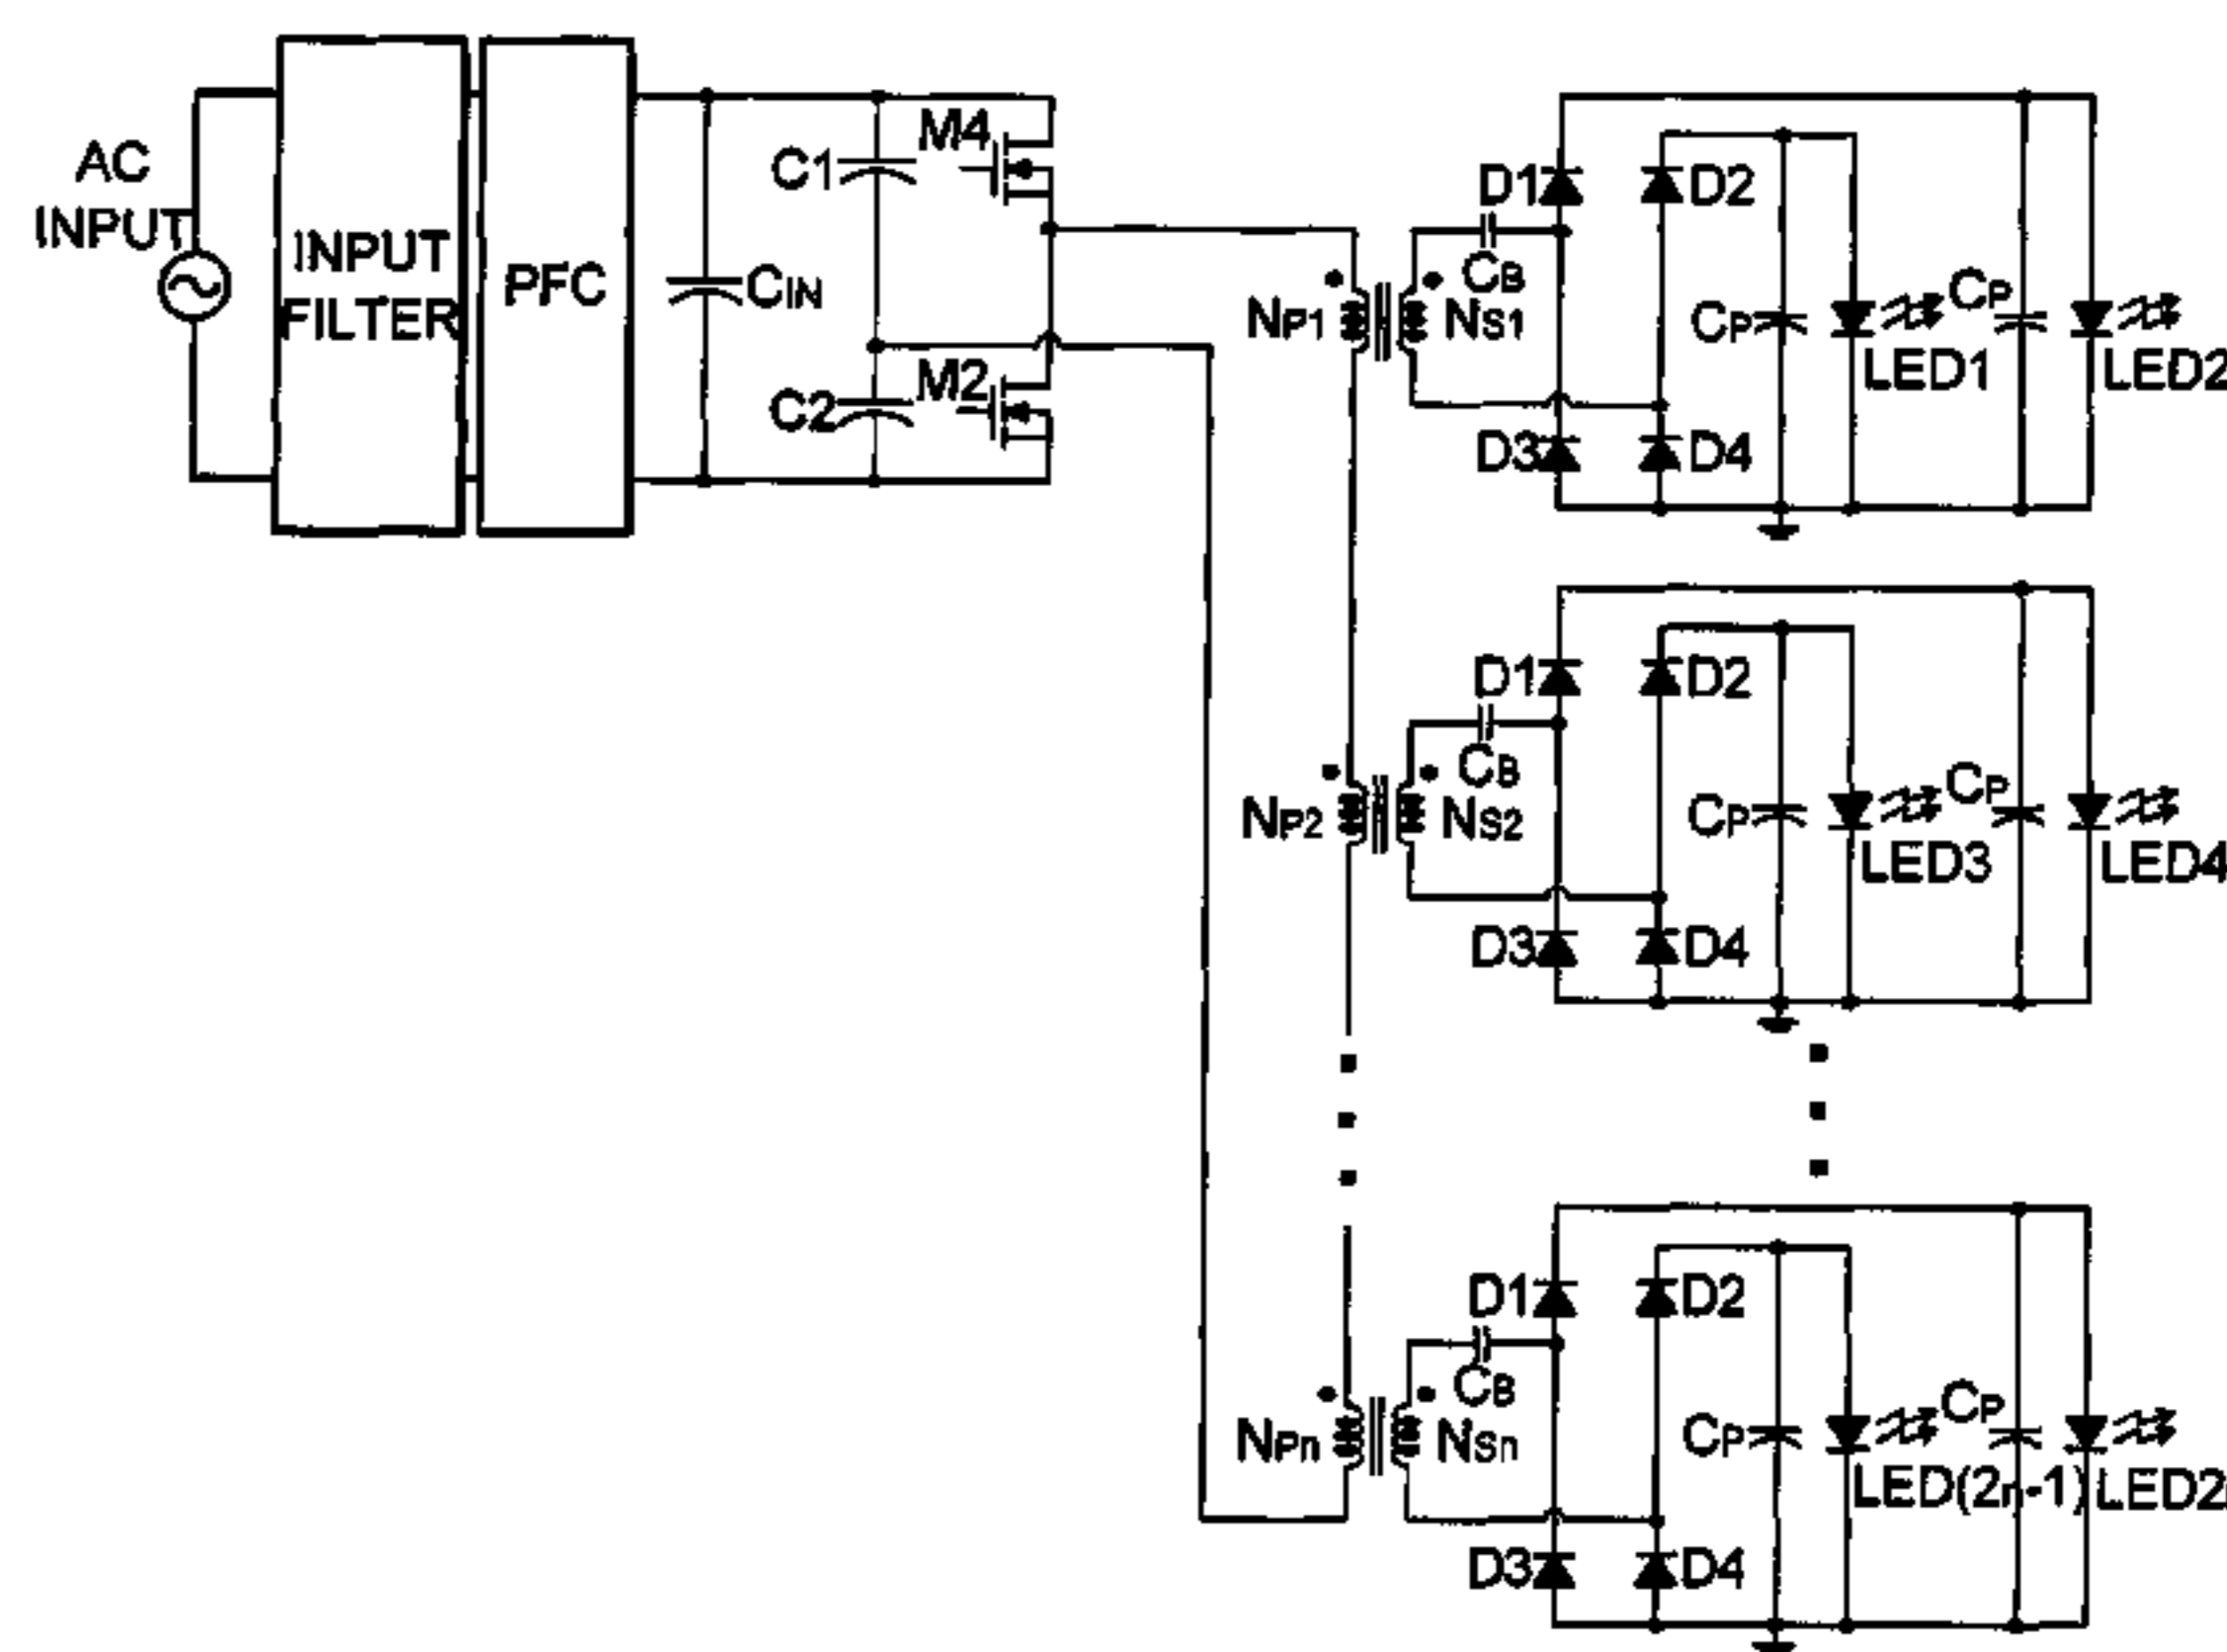 AC
INPUT
INPUT
FILTER
PFC
CIN
C1
C2
M4
M2
NP1
NS1
CB
D1
D2
D3
D4
CP
LED1
CP
LED2
NP2
NS2
CB
D1
D2
D3
D4
CP
LED3
CP
LED4
NPn
NSn
CB
D1
D2
D3
D4
CP
LED(2n-1)
CP
LED2